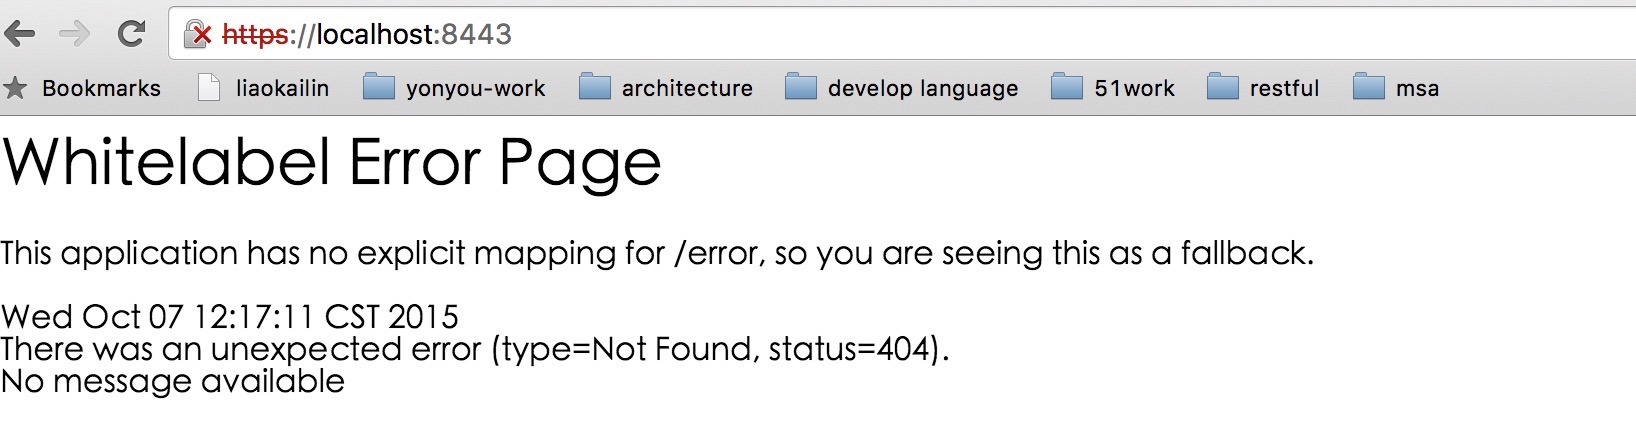 https://localhost:8443
Bookmarks liaokailin yonyou-work architecture develop language 51work restful msa
Whitelabel Error Page
This application has no explicit mapping for /error, so you are seeing this as a fallback.
Wed Oct 07 12:17:11 CST 2015
There was an unexpected error (type=Not Found, status=404).
No message available